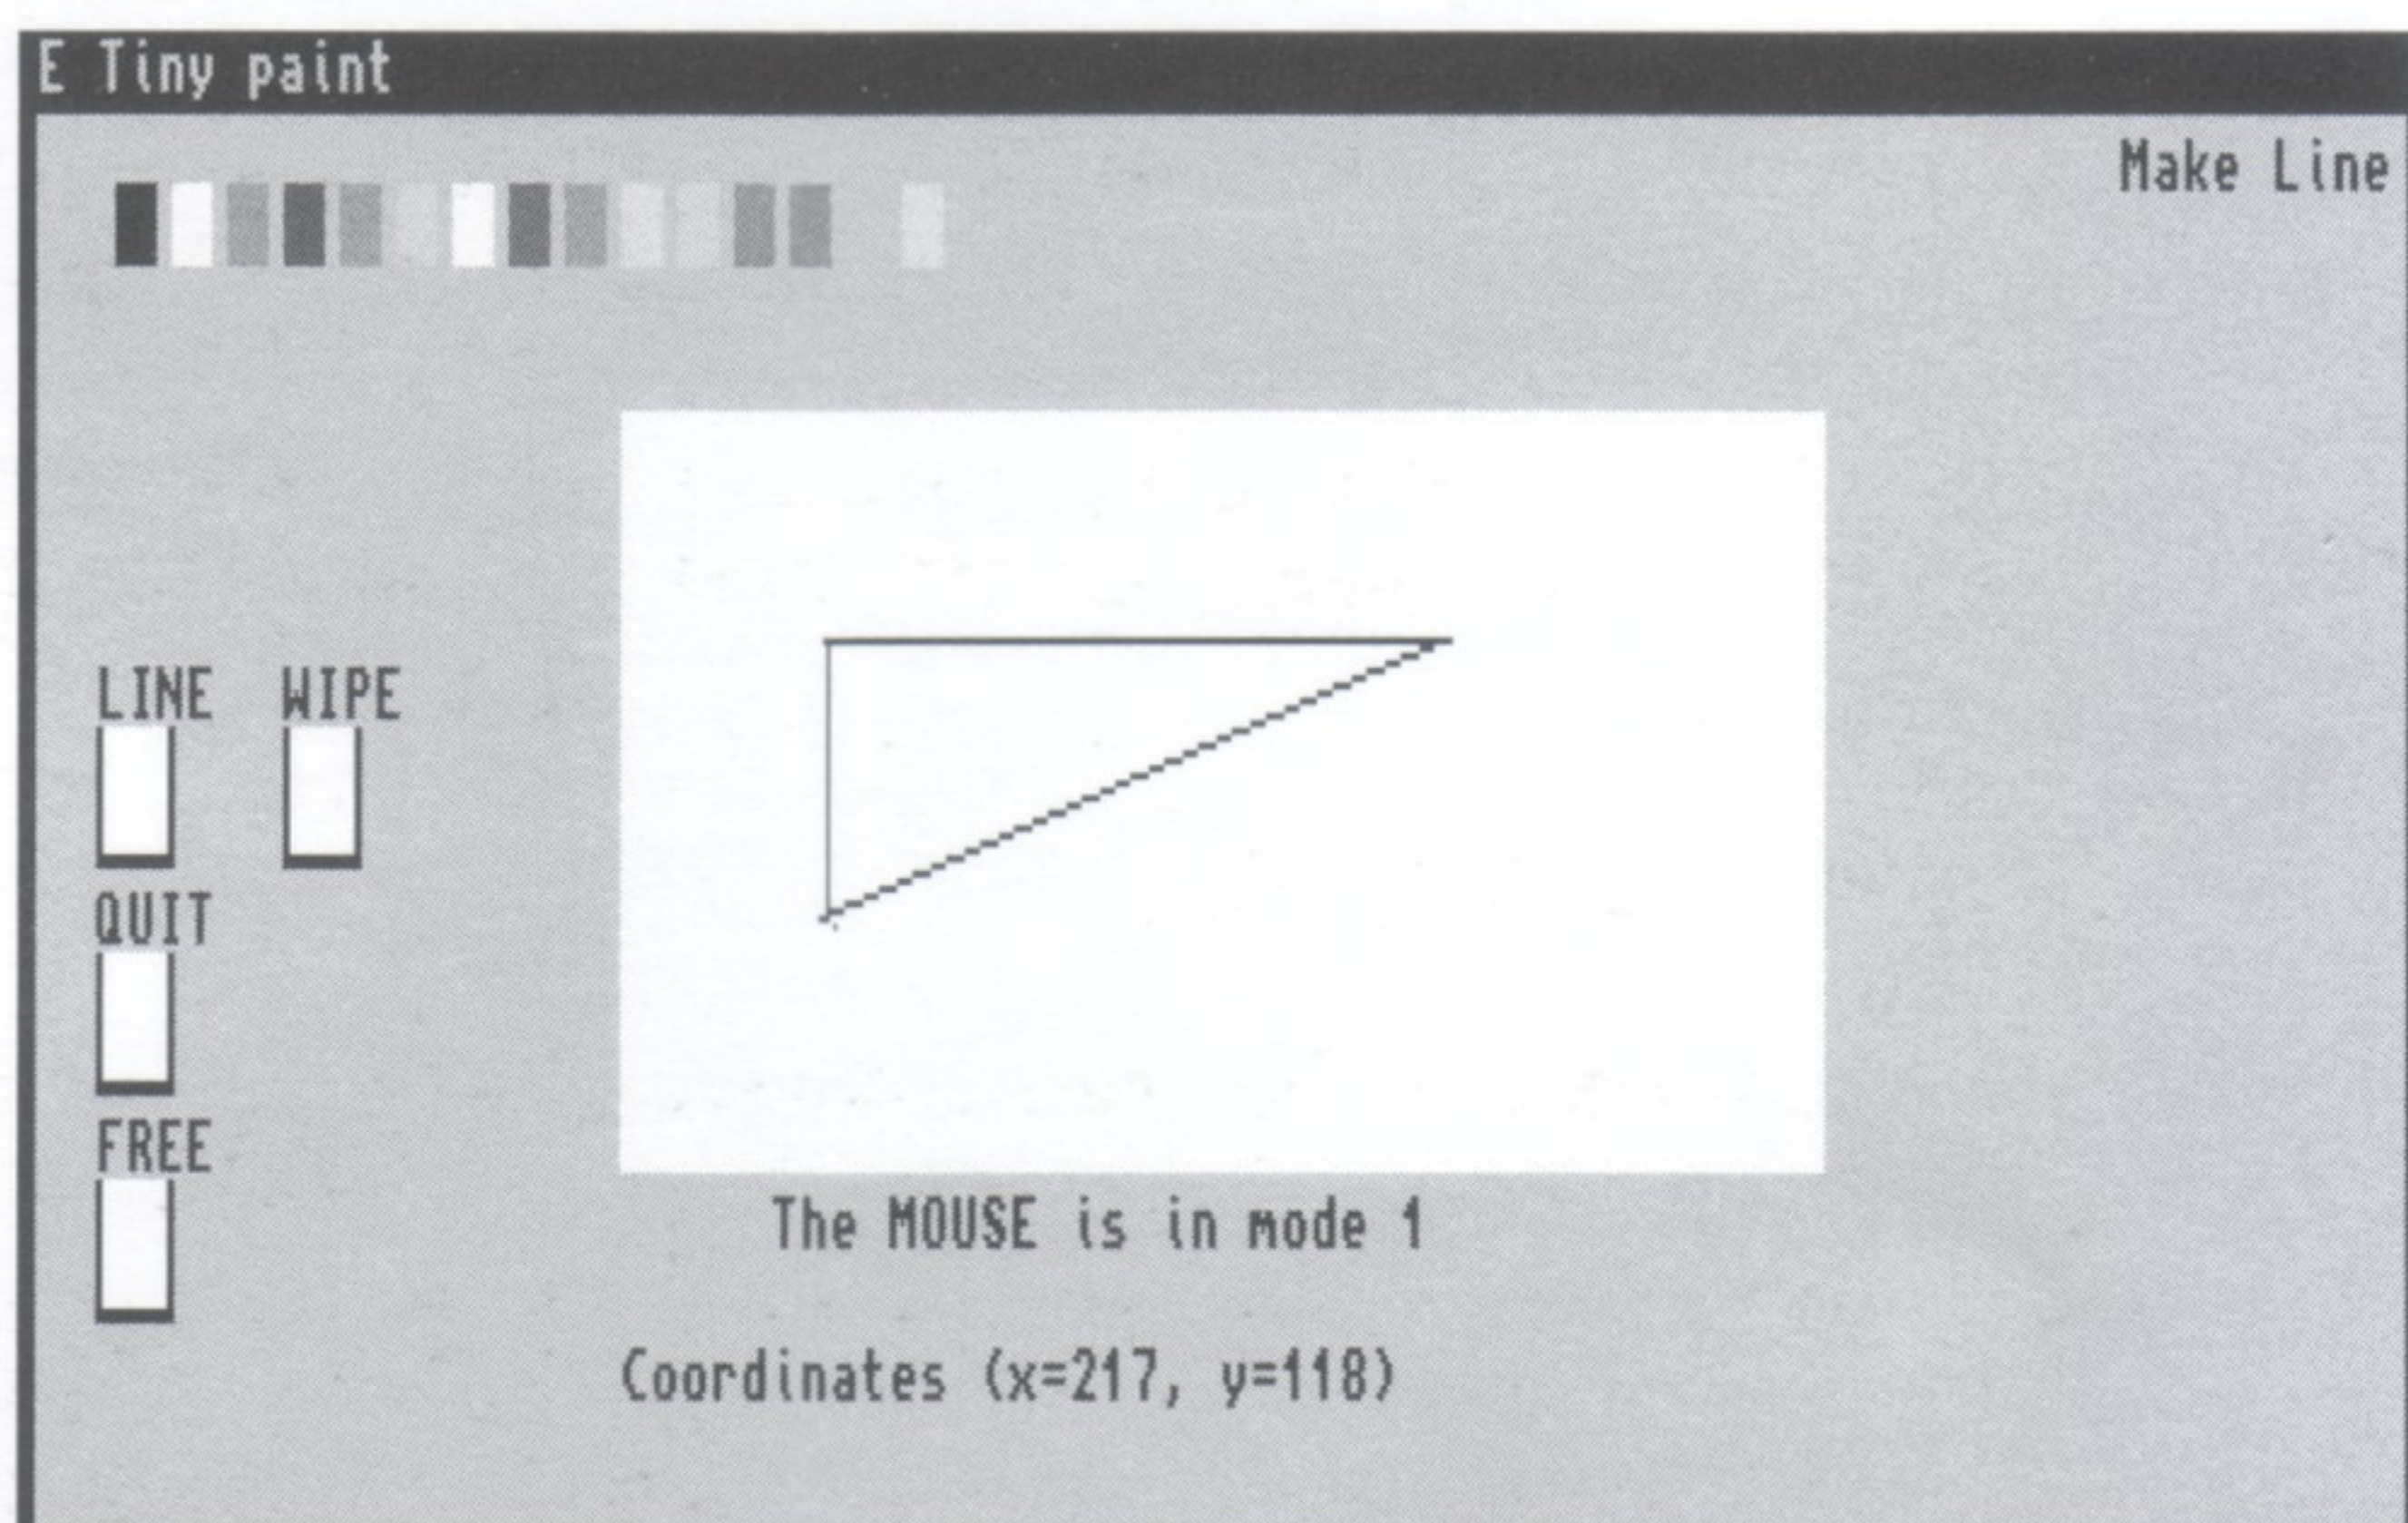 E Tiny paint
Make Line
LINE WIPE
QUIT
FREE
The MOUSE is in mode 1
Coordinates (x=217, y=118)